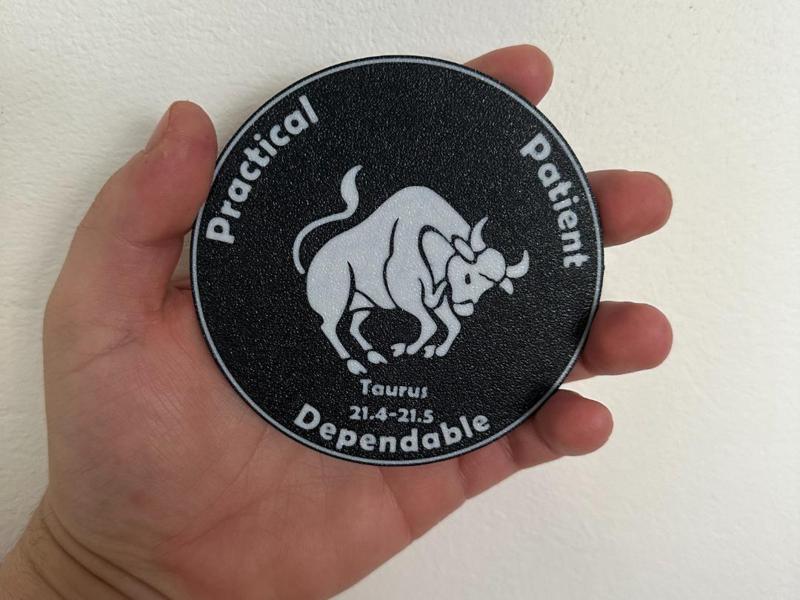 Practical
Patient
Taurus
21.4-21.5
Dependable